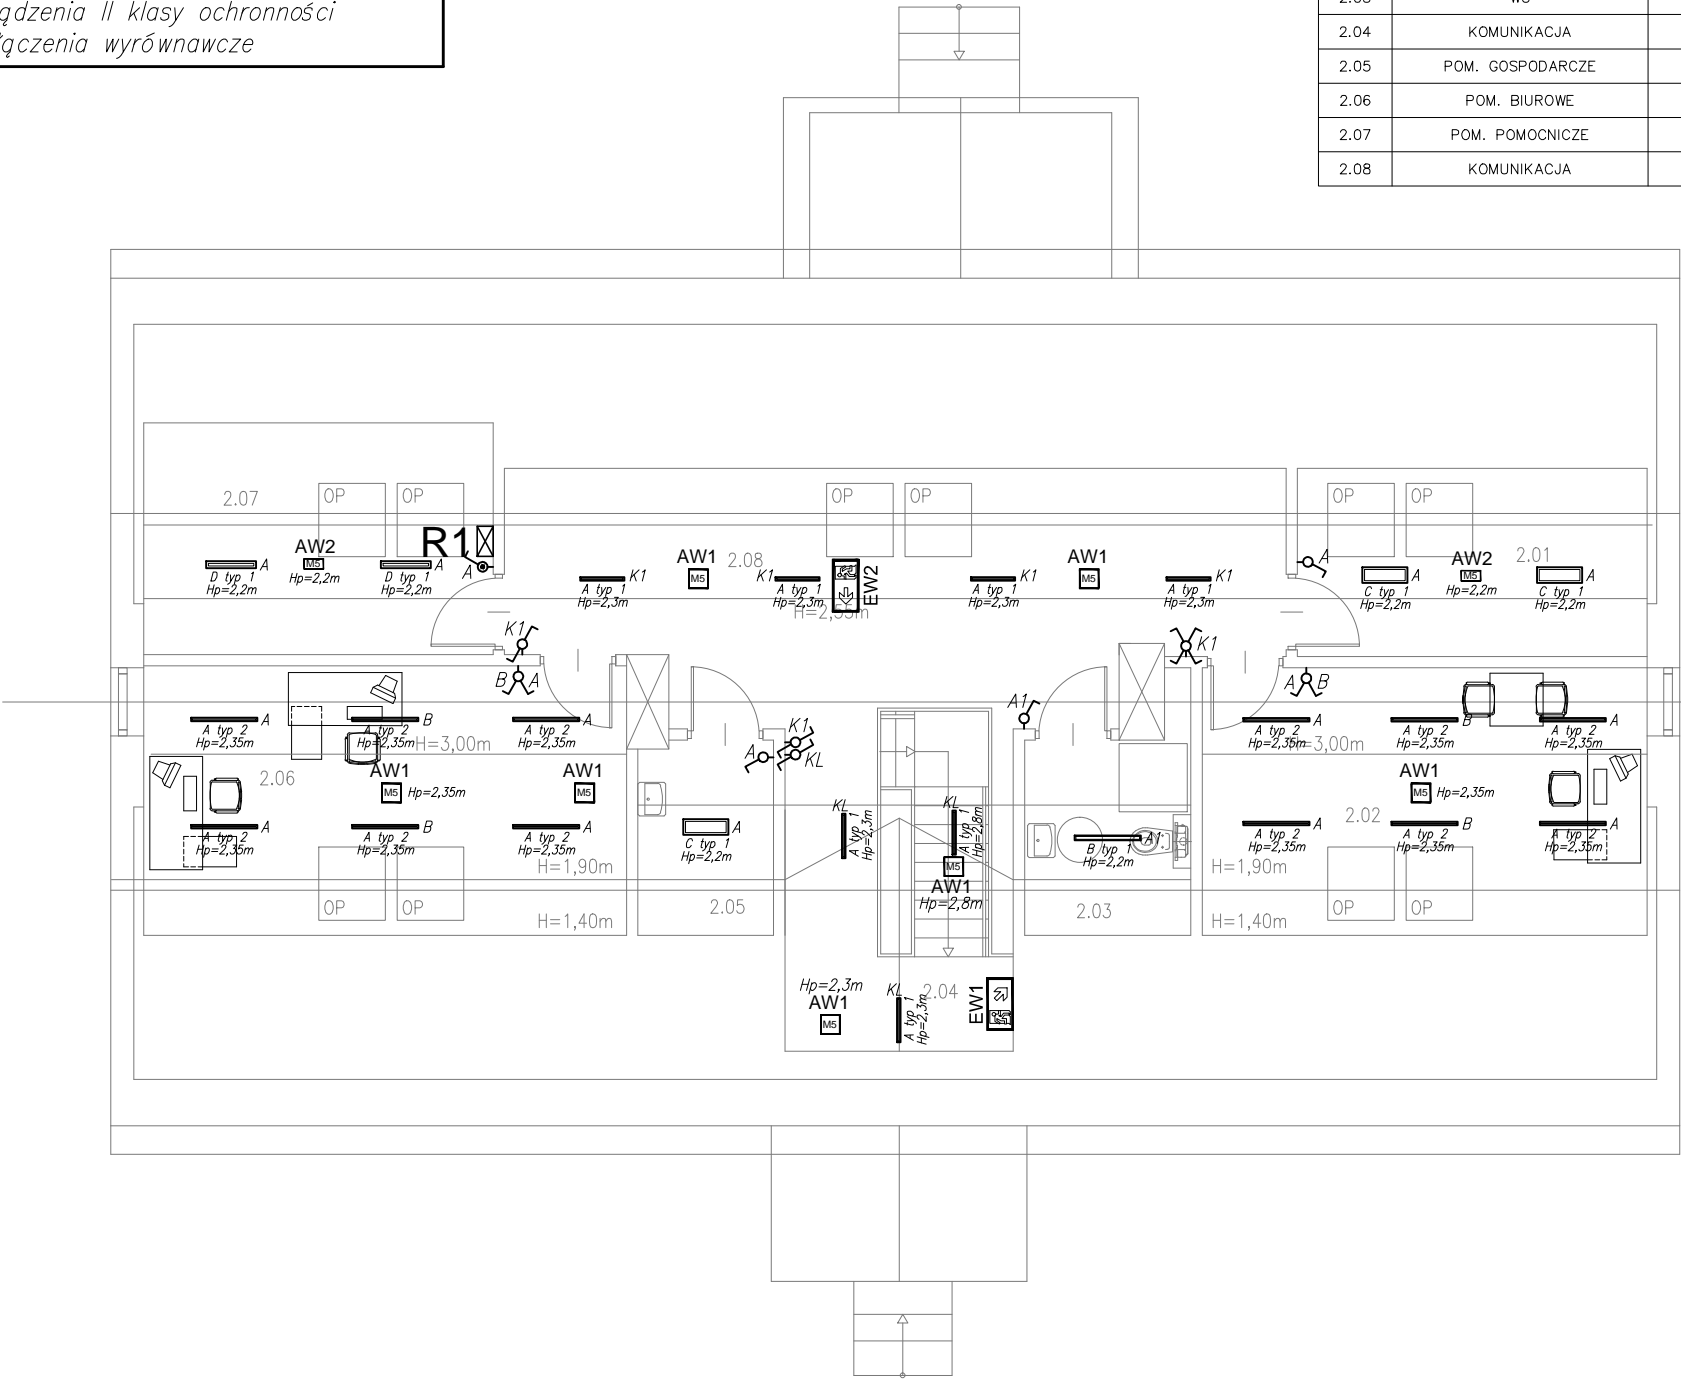 ądzenia II klasy ochronności
łączenia wyrównawcze
2.04 KOMUNIKACJA
2.05 POM. GOSPODARCZE
2.06 POM. BIUROWE
2.07 POM. POMOCNICZE
2.08 KOMUNIKACJA
2.07
OP
OP
OP
OP
OP
OP
R1
AW2
M5
Hp=2,2m
A
D typ 1
Hp=2,2m
A
D typ 1
Hp=2,2m
A
K1
A typ 1
Hp=2,3m
AW1
M5
2.08
K1
A typ 1
Hp=2,3m
EW2
H=2,55m
K1
A typ 1
Hp=2,3m
AW1
M5
K1
A typ 1
Hp=2,3m
A
A
C typ 1
Hp=2,2m
AW2
M5
Hp=2,2m
2.01
A
C typ 1
Hp=2,2m
K1
B A
K1
A B
A
A typ 2
Hp=2,35m
B
A typ 2
Hp=2,35m
A
A typ 2
Hp=2,35m
H=3,00m
2.06
AW1
M5
Hp=2,35m
AW1
M5
A
A typ 2
Hp=2,35m
B
A typ 2
Hp=2,35m
A typ 2
Hp=2,35m
H=1,90m
H=1,40m
OP
OP
A
K1
KL
A
C typ 1
Hp=2,2m
2.05
KL
A typ 1
Hp=2,3m
KL
A typ 1
Hp=2,8m
M5
AW1
Hp=2,8m
A1
A1
B typ 1
Hp=2,2m
2.03
Hp=2,3m
AW1
M5
KL
A typ 1
Hp=2,3m
2.04
EW1
A
A typ 2
Hp=2,35m
H=3,00m
B
A typ 2
Hp=2,35m
A
A typ 2
Hp=2,35m
AW1
M5
Hp=2,35m
2.02
A
A typ 2
Hp=2,35m
B
A typ 2
Hp=2,35m
A
A typ 2
Hp=2,35m
H=1,90m
H=1,40m
OP
OP